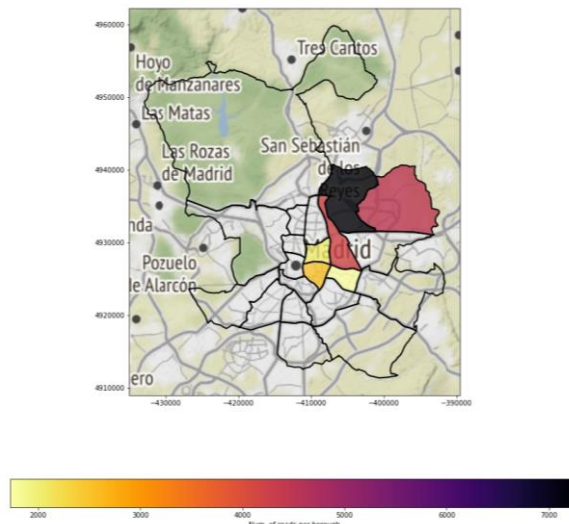 4960000
Tres Cantos
Hoyo
de Manzanares
4950000
Las Matas
San Sebastián
de los
Reyes
4940000
Las Rozas
de Madrid
nda
4930000
Madrid
Pozuelo
de Alarcón
4920000
ero
4910000
−430000 −420000 −410000 −400000 −390000
2000 3000 4000 5000 6000 7000